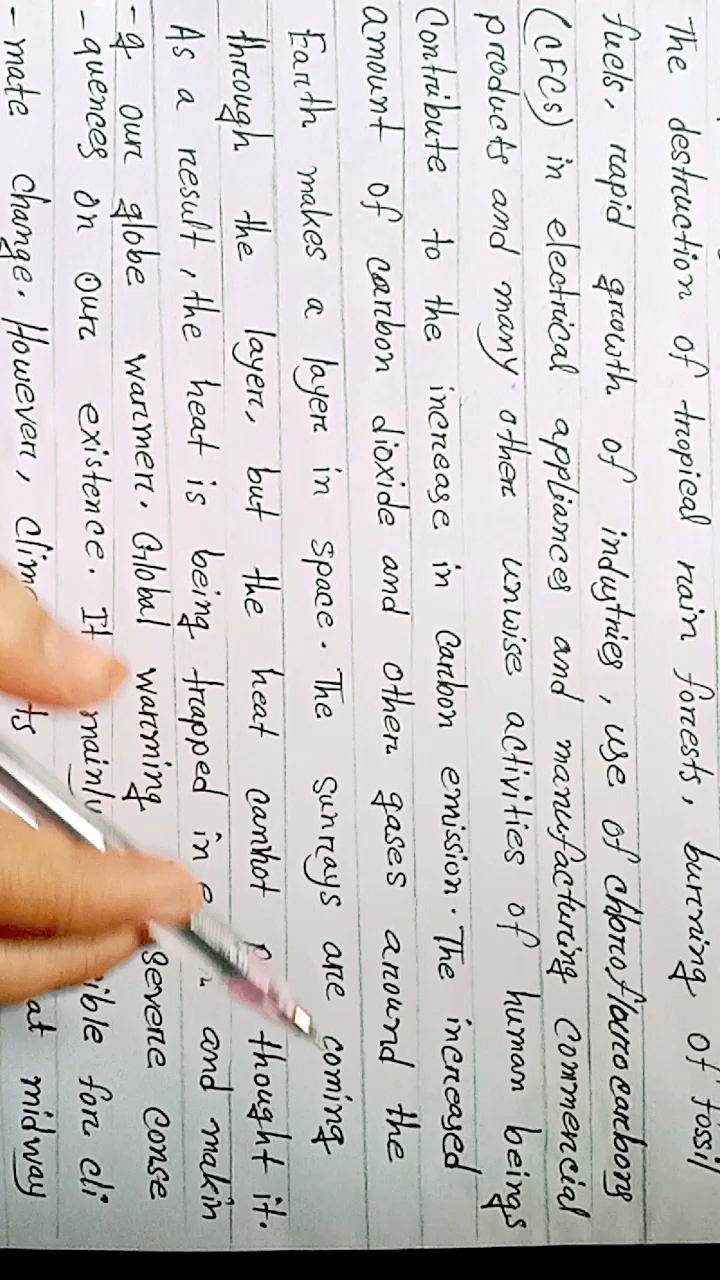 The destruction of tropical rain forests, burning of fossil
fuels, rapid growth of industries, use of chloroflourocarbons
(CFCs) in electrical appliances and manufacturing commercial
products and many other unwise activities of human beings
Contribute to the increase in Carbon emission. The increased
amount of carbon dioxide and other gases around the
Earth makes a layer in space. The sunrays are coming
through the layer, but the heat cannot thought it.
As a result, the heat is being trapped in and makin
-g our globe warmer. Global warming severe conse
-quences on our existence. It mainly for cli
-mate change. However, at midway